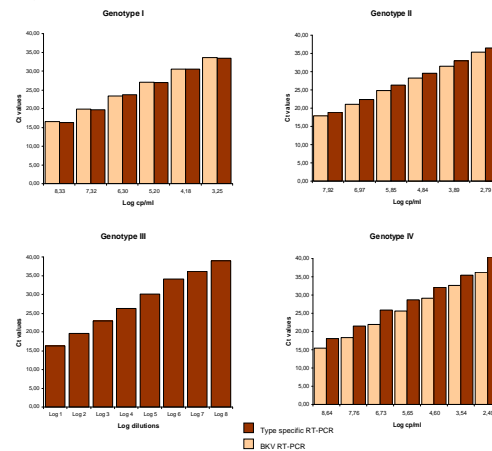 Genotype I
40,00
35,00
30,00
25,00
20,00
15,00
10,00
5,00
0,00
Ct values
8,33 7,32 6,30 5,20 4,18 3,25
Log cp/ml
Genotype II
40,00
35,00
30,00
25,00
20,00
15,00
10,00
5,00
0,00
Ct values
7,92 6,97 5,85 4,84 3,89 2,79
Log cp/ml
Genotype III
40,00
35,00
30,00
25,00
20,00
15,00
10,00
5,00
0,00
Ct values
Log 1 Log 2 Log 3 Log 4 Log 5 Log 6 Log 7 Log 8
Log dilutions
Genotype IV
40,00
35,00
30,00
25,00
20,00
15,00
10,00
5,00
0,00
Ct values
8,64 7,76 6,73 5,65 4,60 3,54
Log cp/ml
Type specific RT-PCR
BKV RT-PCR